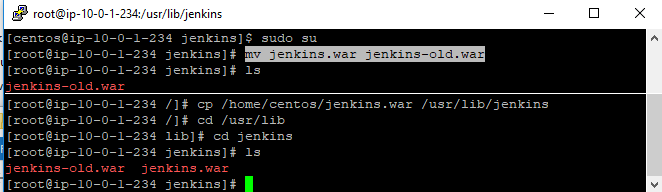 root@ip-10-0-1-234:/usr/lib/jenkins
[centos@ip-10-0-1-234 jenkins]$ sudo su
[root@ip-10-0-1-234 jenkins]# mv jenkins.war jenkins-old.war
[root@ip-10-0-1-234 jenkins]# ls
jenkins-old.war
[root@ip-10-0-1-234 /]# cp /home/centos/jenkins.war /usr/lib/jenkins
[root@ip-10-0-1-234 /]# cd /usr/lib
[root@ip-10-0-1-234 lib]# cd jenkins
[root@ip-10-0-1-234 jenkins]# ls
jenkins-old.war  jenkins.war
[root@ip-10-0-1-234 jenkins]#